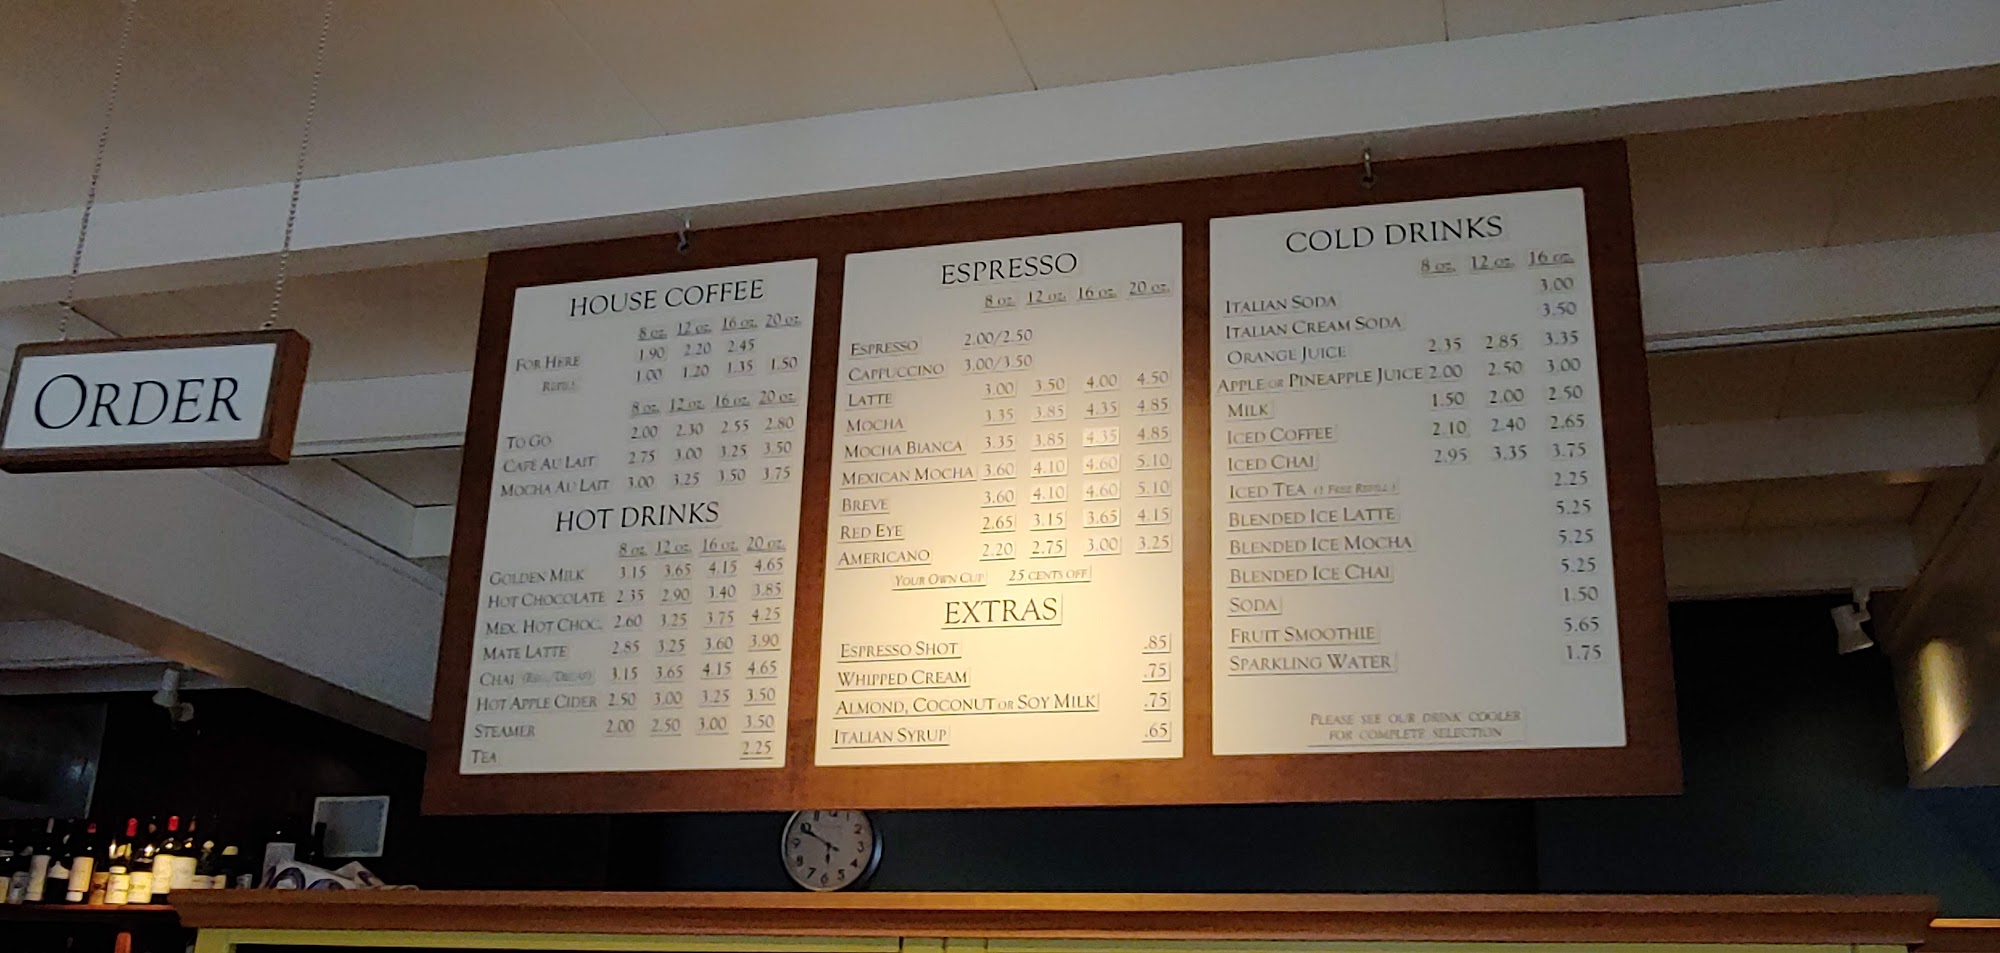 ORDER
HOUSE COFFEE
8 oz. 12 oz. 16 oz. 20 oz.
FOR HERE 1.90 2.20 2.45
REFILL 1.00 1.20 1.35 1.50
8 oz. 12 oz. 16 oz. 20 oz.
TO GO 2.00 2.30 2.55 2.80
CAFÉ AU LAIT 2.75 3.00 3.25 3.50
MOCHA AU LAIT 3.00 3.25 3.50 3.75
HOT DRINKS
8 oz. 12 oz. 16 oz. 20 oz.
GOLDEN MILK 3.15 3.65 4.15 4.65
HOT CHOCOLATE 2.35 2.90 3.40 3.85
MEX. HOT CHOC. 2.60 3.25 3.75 4.25
MATE LATTE 2.85 3.25 3.60 3.90
CHAI (REG./DECAF) 3.15 3.65 4.15 4.65
HOT APPLE CIDER 2.50 3.00 3.25 3.50
STEAMER 2.00 2.50 3.00 3.50
TEA 2.25
ESPRESSO
8 oz. 12 oz. 16 oz. 20 oz.
ESPRESSO 2.00/2.50
CAPPUCCINO 3.00/3.50
LATTE 3.00 3.50 4.00 4.50
MOCHA 3.35 3.85 4.35 4.85
MOCHA BIANCA 3.35 3.85 4.35 4.85
MEXICAN MOCHA 3.60 4.10 4.60 5.10
BREVE 3.60 4.10 4.60 5.10
RED EYE 2.65 3.15 3.65 4.15
AMERICANO 2.20 2.75 3.00 3.25
YOUR OWN CUP 25 CENTS OFF
EXTRAS
ESPRESSO SHOT .85
WHIPPED CREAM .75
ALMOND, COCONUT OR SOY MILK .75
ITALIAN SYRUP .65
COLD DRINKS
8 oz. 12 oz. 16 oz.
ITALIAN SODA 3.00
ITALIAN CREAM SODA 3.50
ORANGE JUICE 2.35 2.85 3.35
APPLE OR PINEAPPLE JUICE 2.00 2.50 3.00
MILK 1.50 2.00 2.50
ICED COFFEE 2.10 2.40 2.65
ICED CHAI 2.95 3.35 3.75
ICED TEA (1 FREE REFILL) 2.25
BLENDED ICE LATTE 5.25
BLENDED ICE MOCHA 5.25
BLENDED ICE CHAI 5.25
SODA 1.50
FRUIT SMOOTHIE 5.65
SPARKLING WATER 1.75
PLEASE SEE OUR DRINK COOLER
FOR COMPLETE SELECTION
1 2 3 4 5 6 7 8 9